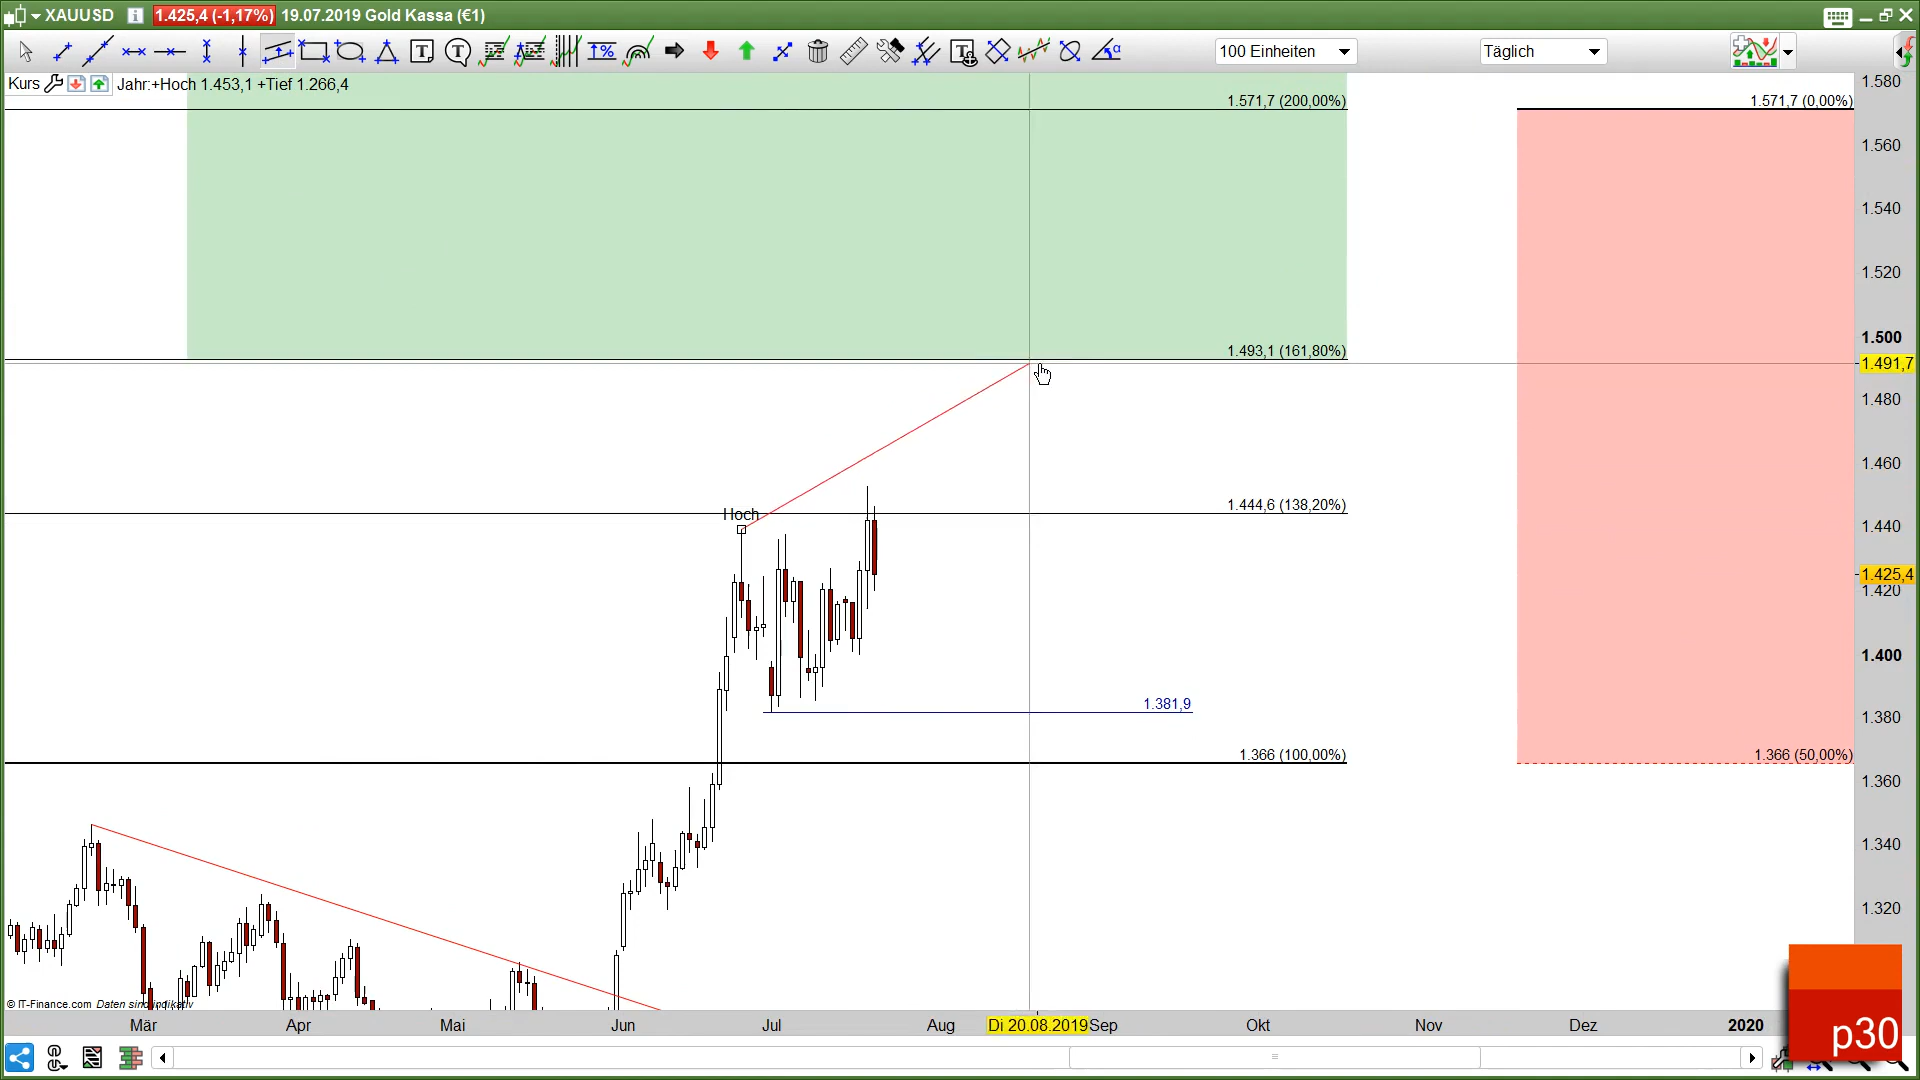 XAUUSD 1.425,4 (-1,17%) 19.07.2019 Gold Kassa (€1)
100 Einheiten
Täglich
Kurs Jahr:+Hoch 1.453,1 +Tief 1.266,4
1.571,7 (200,00%)
1.571,7 (0,00%)
1.493,1 (161,80%)
1.444,6 (138,20%)
Hoch
1.381,9
1.366 (100,00%)
1.366 (50,00%)
1.580
1.560
1.540
1.520
1.500
1.491,7
1.480
1.460
1.440
1.425,4
1.420
1.400
1.380
1.360
1.340
1.320
© IT-Finance.com Daten sind indikativ
Mär Apr Mai Jun Jul Aug Di 20.08.2019 Sep Okt Nov Dez 2020
p30